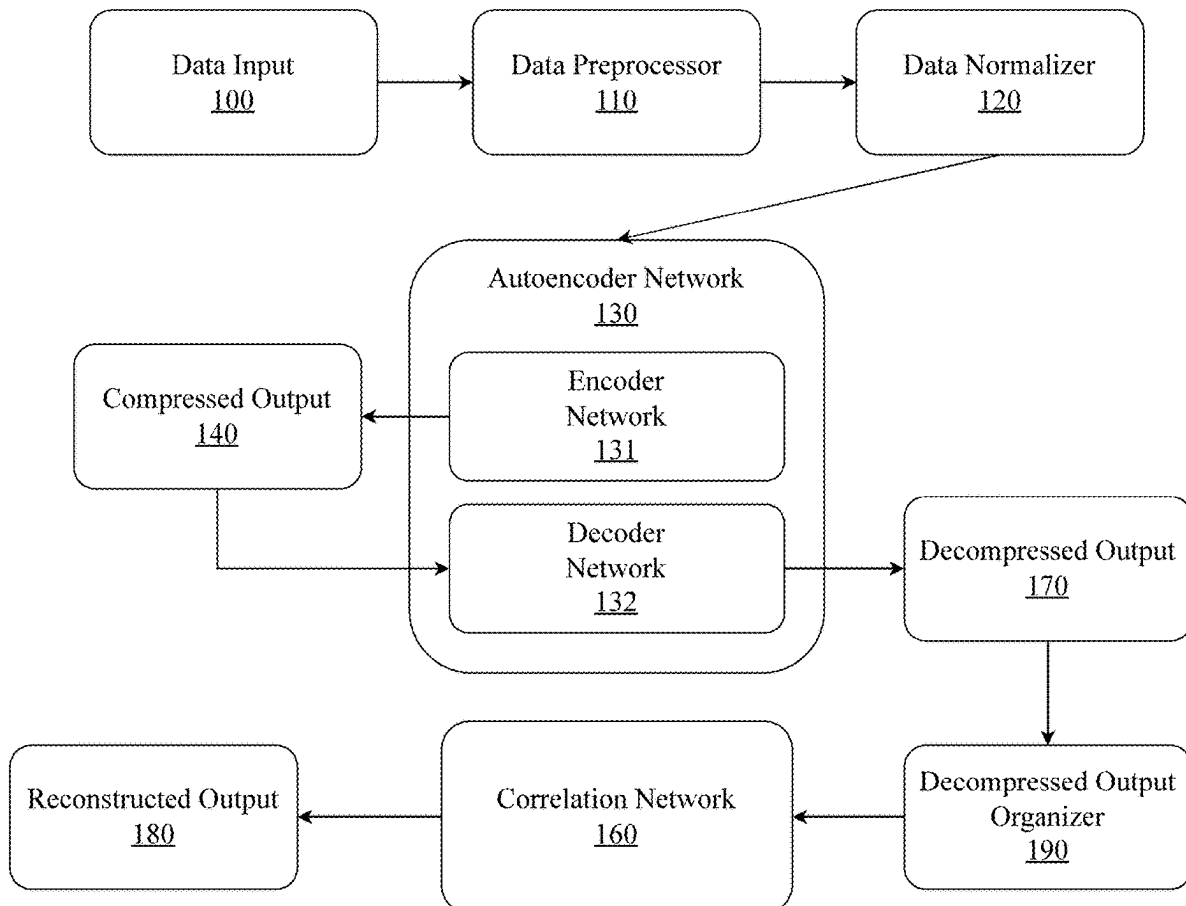 Data Input
100
Data Preprocessor
110
Data Normalizer
120
Autoencoder Network
130
Encoder
Network
131
Compressed Output
140
Decoder
Network
132
Decompressed Output
170
Reconstructed Output
180
Correlation Network
160
Decompressed Output
Organizer
190